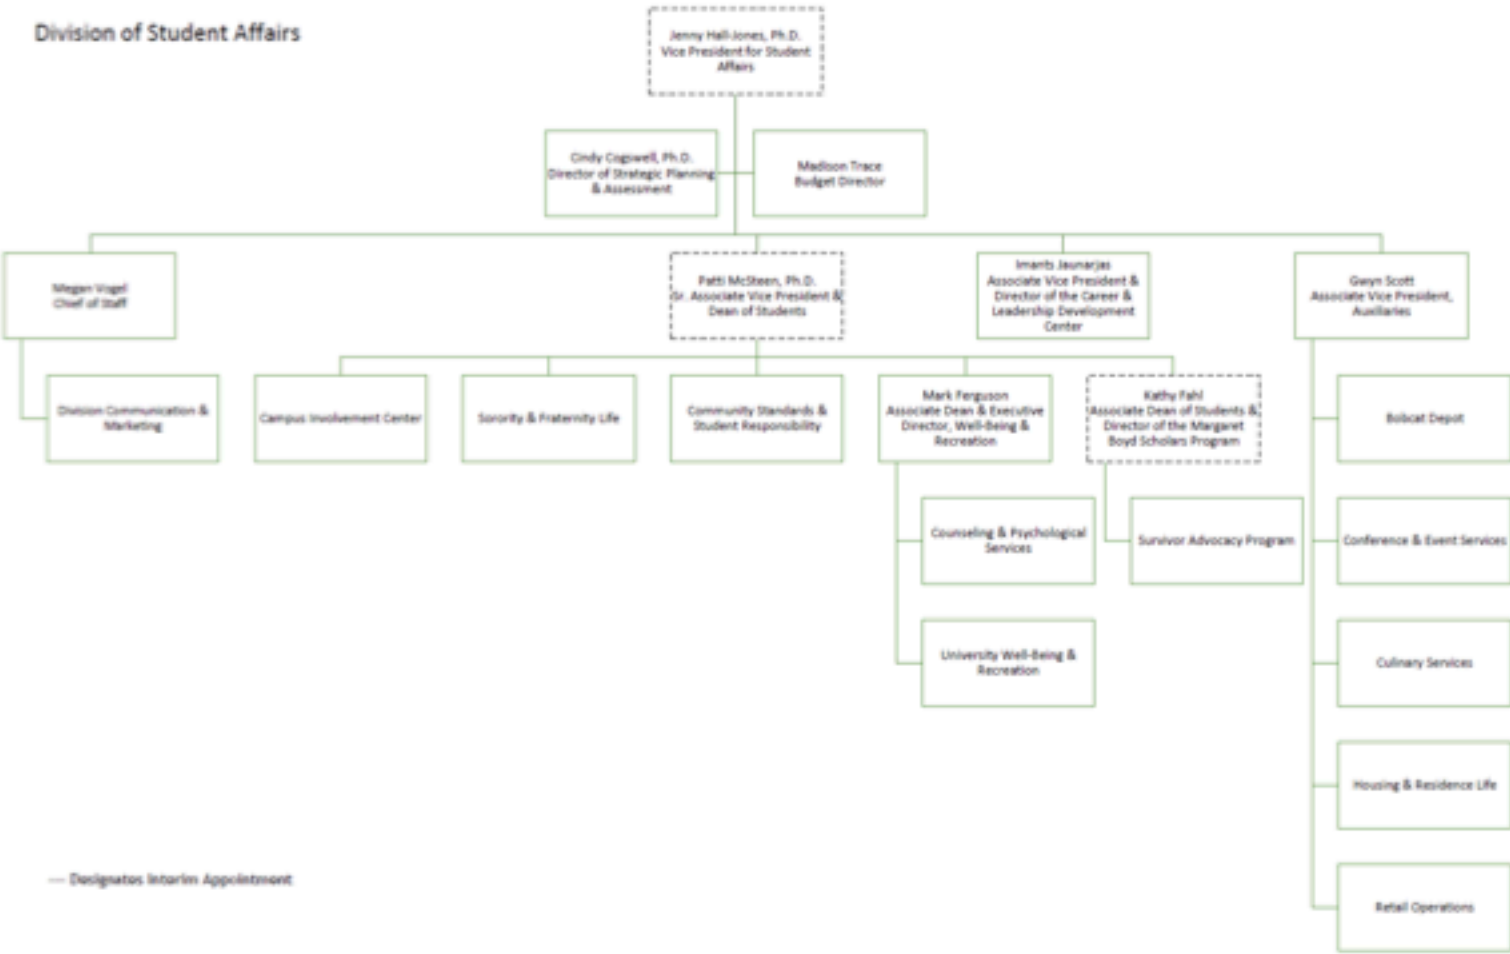 Division of Student Affairs
Jenny Hall-Jones, Ph.D.
Vice President for Student
Affairs
Cindy Cogswell, Ph.D.
Director of Strategic Planning
& Assessment
Madison Trace
Budget Director
Megan Vogel
Chief of Staff
Patti McSteen, Ph.D.
Sr. Associate Vice President &
Dean of Students
Imants Jaunarjas
Associate Vice President &
Director of the Career &
Leadership Development
Center
Gwyn Scott
Associate Vice President,
Auxiliaries
Division Communication &
Marketing
Campus Involvement Center
Sorority & Fraternity Life
Community Standards &
Student Responsibility
Mark Ferguson
Associate Dean & Executive
Director, Well-Being &
Recreation
Kathy Fahl
Associate Dean of Students &
Director of the Margaret
Boyd Scholars Program
Bobcat Depot
Counseling & Psychological
Services
Survivor Advocacy Program
Conference & Event Services
University Well-Being &
Recreation
Culinary Services
Housing & Residence Life
--- Designates Interim Appointment
Retail Operations